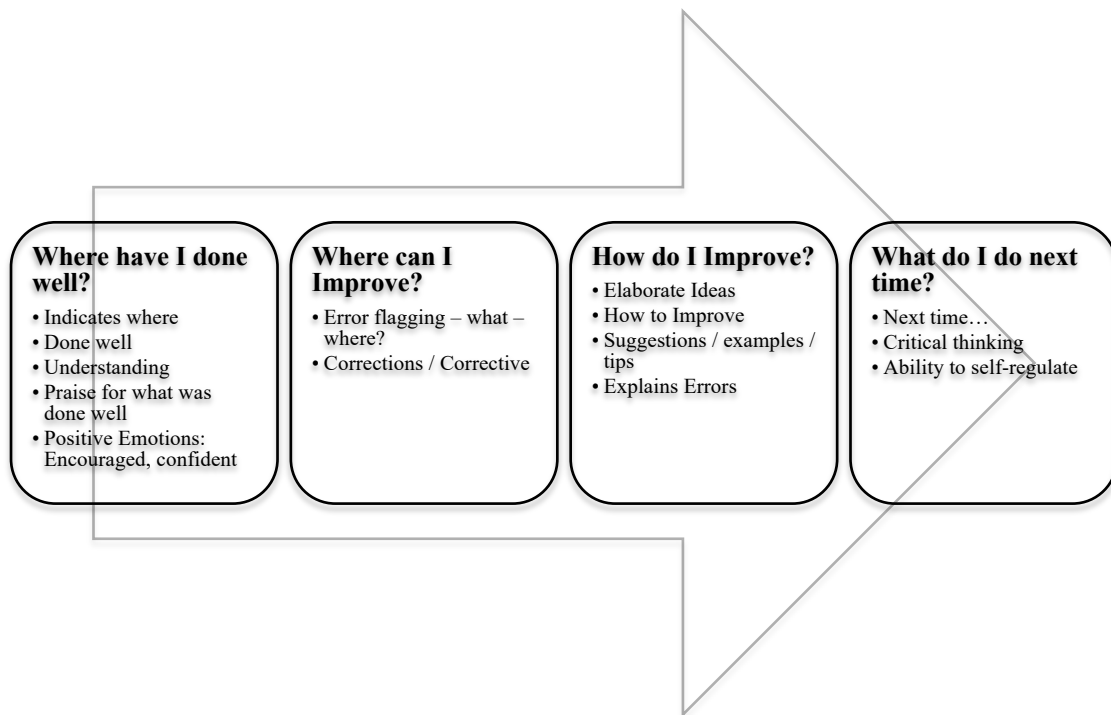 Where have I done
well?
• Indicates where
• Done well
• Understanding
• Praise for what was
done well
• Positive Emotions:
Encouraged, confident
Where can I
Improve?
• Error flagging – what –
where?
• Corrections / Corrective
How do I Improve?
• Elaborate Ideas
• How to Improve
• Suggestions / examples /
tips
• Explains Errors
What do I do next
time?
• Next time…
• Critical thinking
• Ability to self-regulate